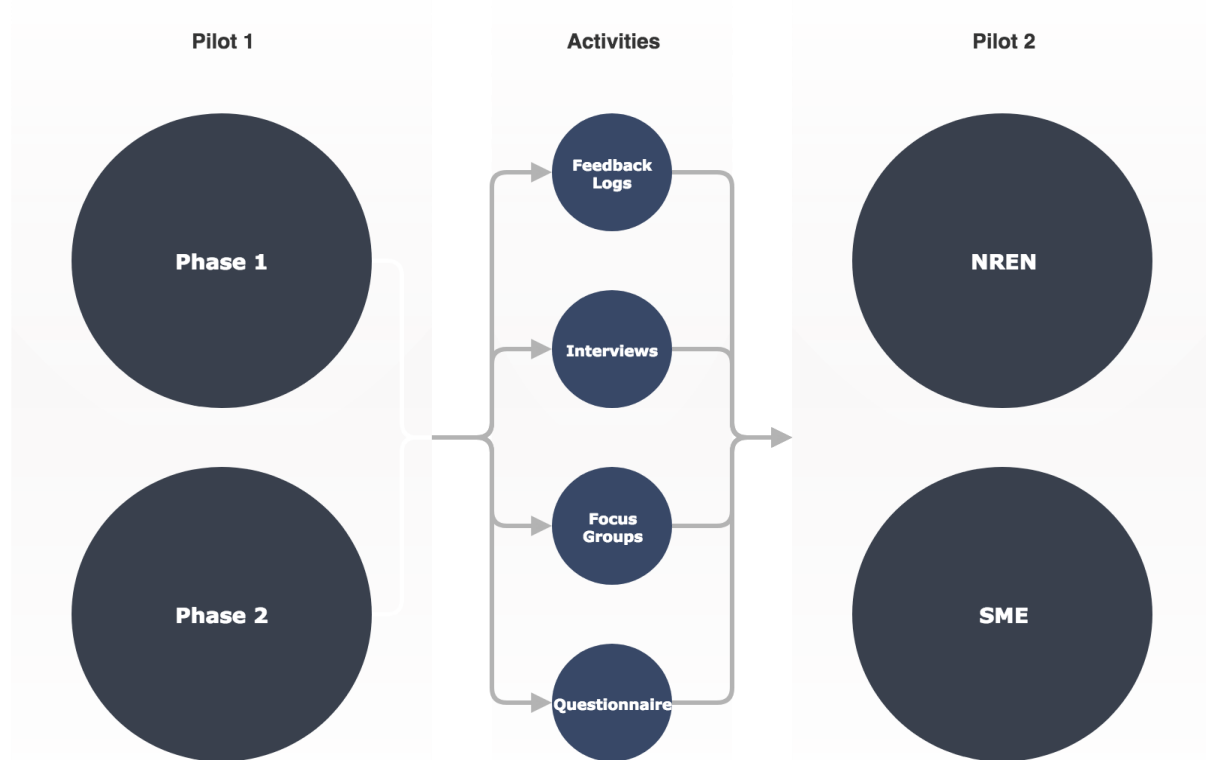 Pilot 1
Activities
Pilot 2
Phase 1
Phase 2
Feedback
Logs
Interviews
Focus
Groups
Questionnaire
NREN
SME